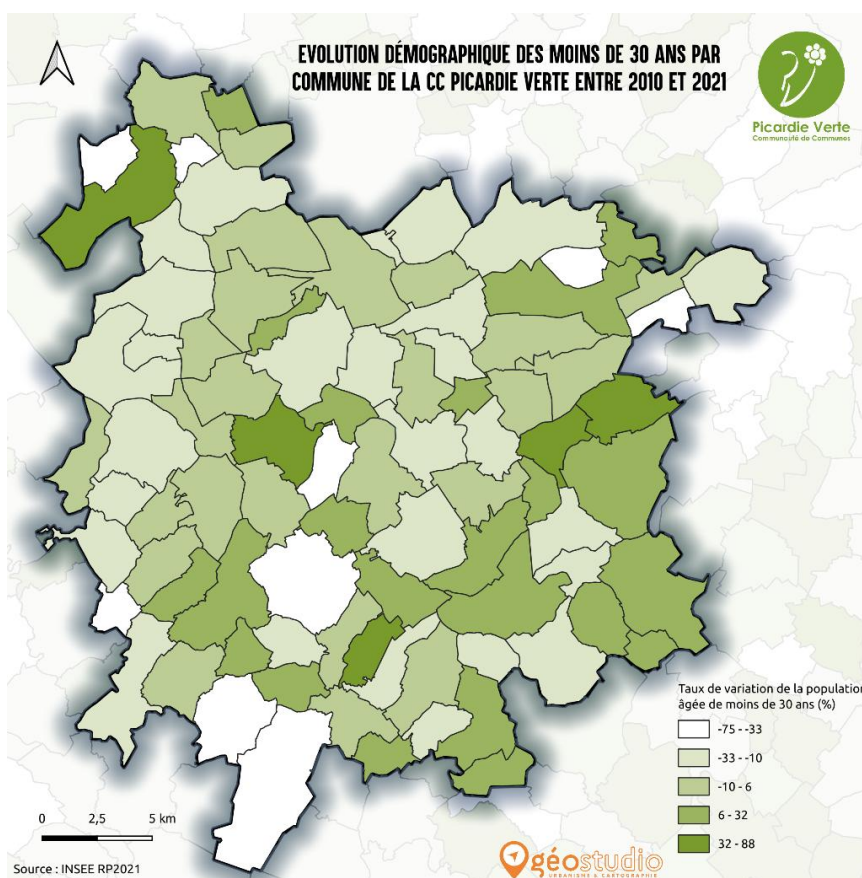 EVOLUTION DÉMOGRAPHIQUE DES MOINS DE 30 ANS PAR
COMMUNE DE LA CC PICARDIE VERTE ENTRE 2010 ET 2021
Picardie Verte
Communauté de Communes
Taux de variation de la population
âgée de moins de 30 ans (%)
-75 - -33
-33 - -10
-10 - 6
6 - 32
32 - 88
0 2,5 5 km
Source : INSEE RP2021
géostudio
URBANISME & CARTOGRAPHIE